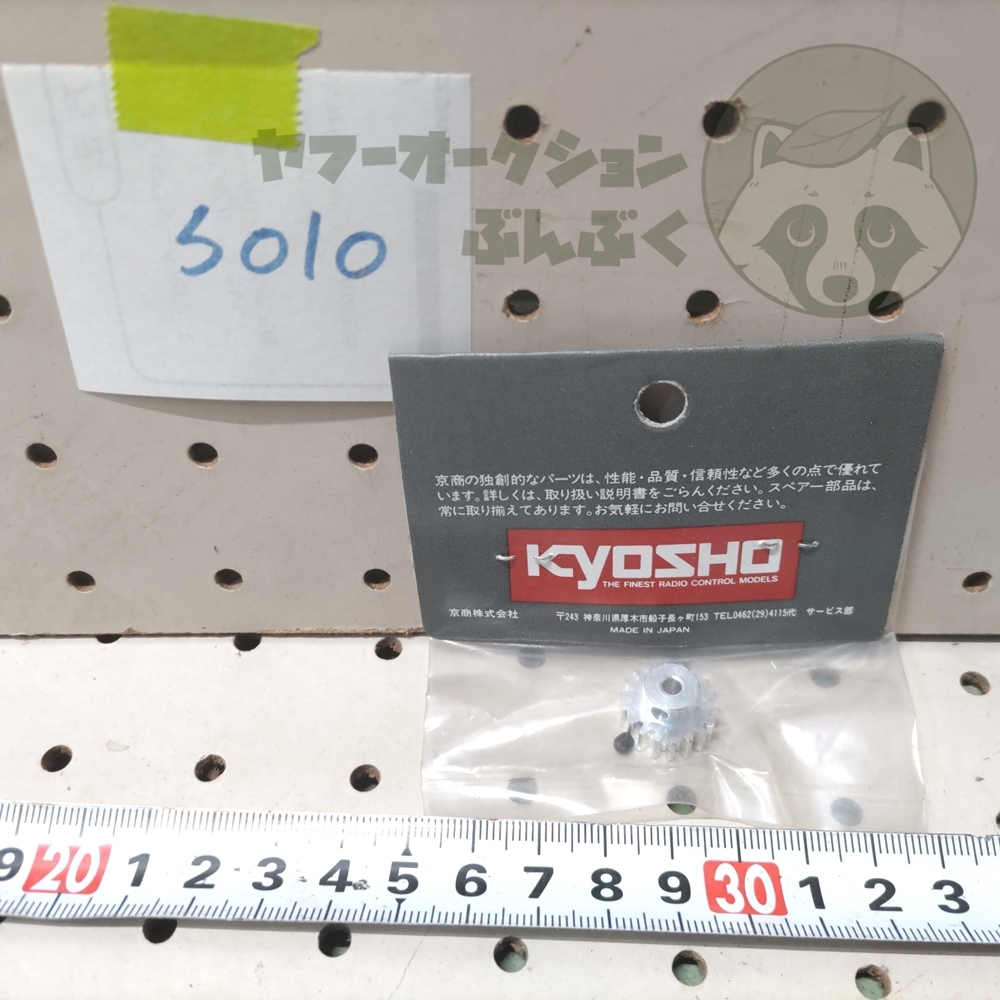 ヤフーオークション
ぶんぶく
5010
京商の独創的なパーツは、性能・品質・信頼性など多くの点で優れて
います。詳しくは、取り扱い説明書をごらんください。スペアー部品は、
常に取り揃えてあります。お気軽にお問い合せください。
KYOSHO
THE FINEST RADIO CONTROL MODELS
京商株式会社 〒243 神奈川県厚木市船子長ヶ町153 TEL0462(29)4115代 サービス部
MADE IN JAPAN
9 20 1 2 3 4 5 6 7 8 9 30 1 2 3